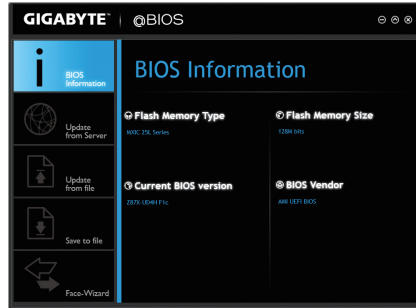 GIGABYTE™ @BIOS
BIOS Information
BIOS Information
Update from Server
Update from file
Save to file
Face-Wizard
Flash Memory Type
MXIC 25L Series
Flash Memory Size
128M bits
Current BIOS version
Z87X-UD4H F1c
BIOS Vendor
AMI UEFI BIOS